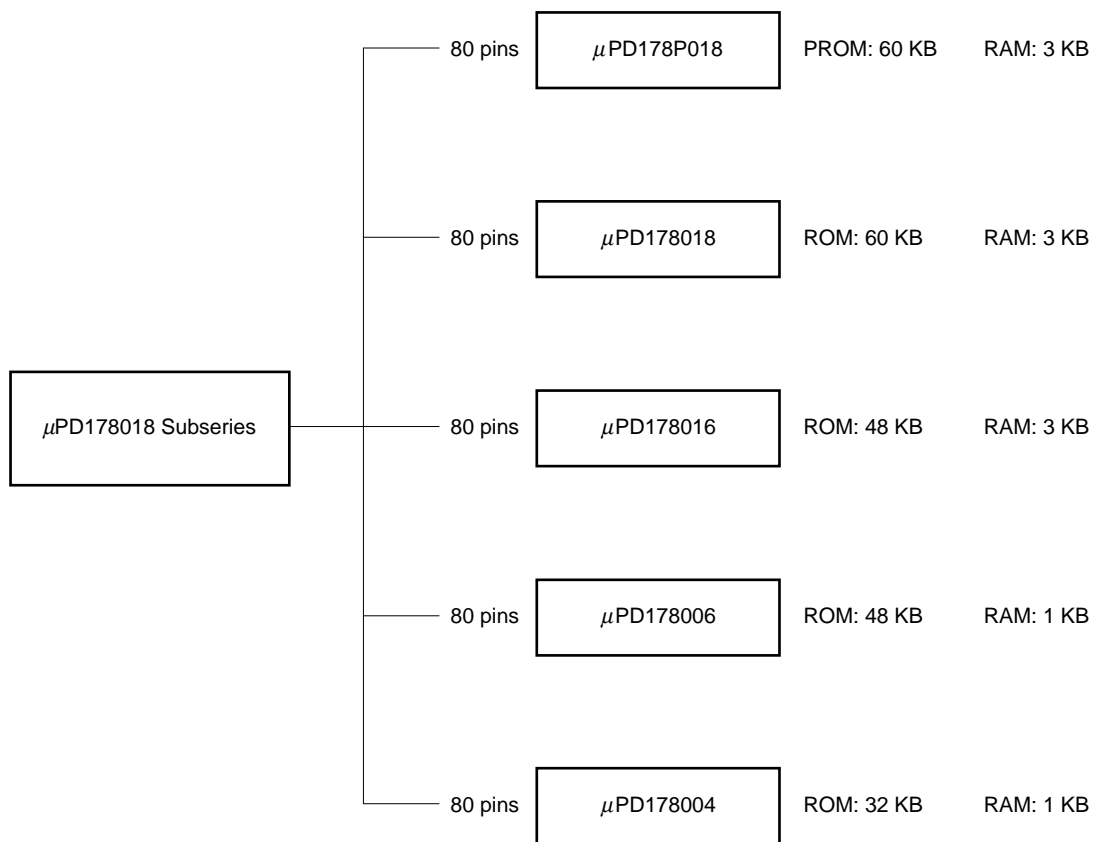 80 pins μPD178P018 PROM: 60 KB RAM: 3 KB
80 pins μPD178018 ROM: 60 KB RAM: 3 KB
μPD178018 Subseries 80 pins μPD178016 ROM: 48 KB RAM: 3 KB
80 pins μPD178006 ROM: 48 KB RAM: 1 KB
80 pins μPD178004 ROM: 32 KB RAM: 1 KB